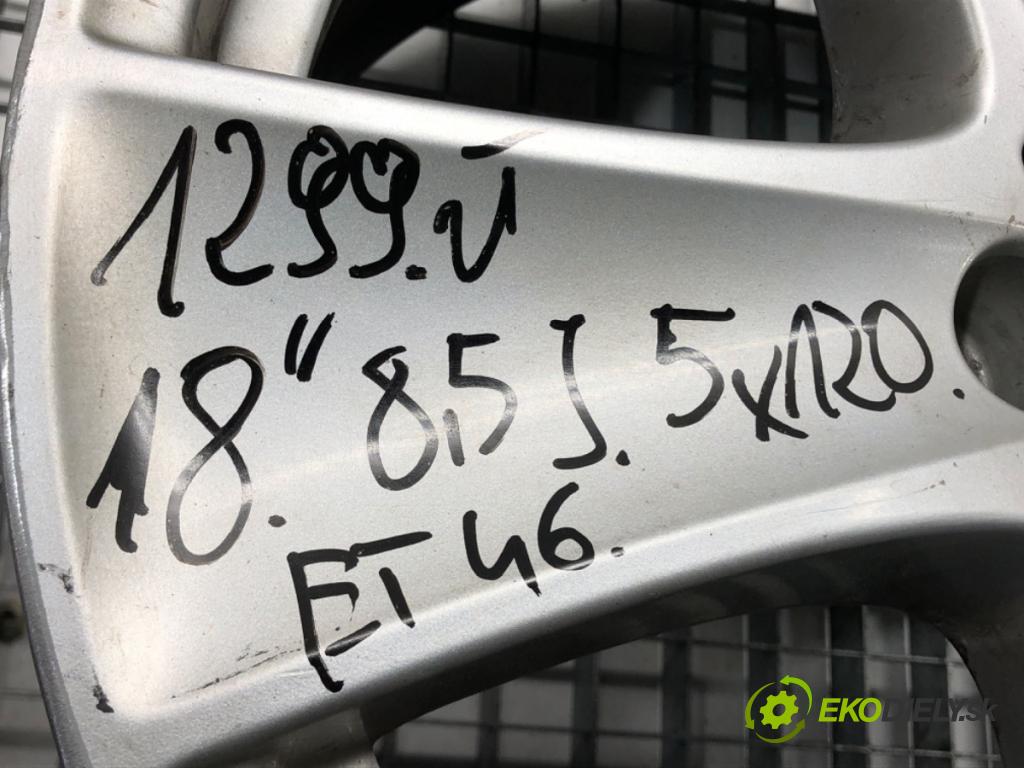 1299.Ú
18." 8,5J. 5x120.
ET 46.
EKODIELY.sk